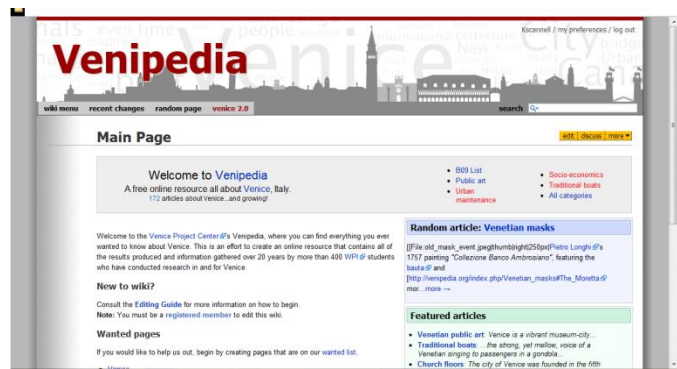 Kscannell / my preferences / log out
Venipedia
wiki menu recent changes random page venice 2.0 search
Main Page
edit discuss more
Welcome to Venipedia
A free online resource all about Venice, Italy.
172 articles about Venice...and growing!
B09 List
Public art
Urban maintenance
Socio-economics
Traditional boats
All categories
Welcome to the Venice Project Center's Venipedia, where you can find everything you ever
wanted to know about Venice. This is an effort to create an online resource that contains all of
the results produced and information gathered over 20 years by more than 400 WPI students
who have conducted research in and for Venice.
New to wiki?
Consult the Editing Guide for more information on how to begin.
Note: You must be a registered member to edit this wiki.
Wanted pages
If you would like to help us out, begin by creating pages that are on our wanted list.
Venice
Random article: Venetian masks
[[File:old_mask_event.jpeg|thumb|right|250px|Pietro Longhi's
1757 painting "Collezione Banco Ambrosiano", featuring the
bauta and
[http://venipedia.org/index.php/Venetian_masks#The_Moretta
mor...more →
Featured articles
Venetian public art: Venice is a vibrant museum-city...
Traditional boats: ...the strong, yet mellow, voice of a
Venetian singing to passengers in a gondola...
Church floors: The city of Venice was founded in the fifth